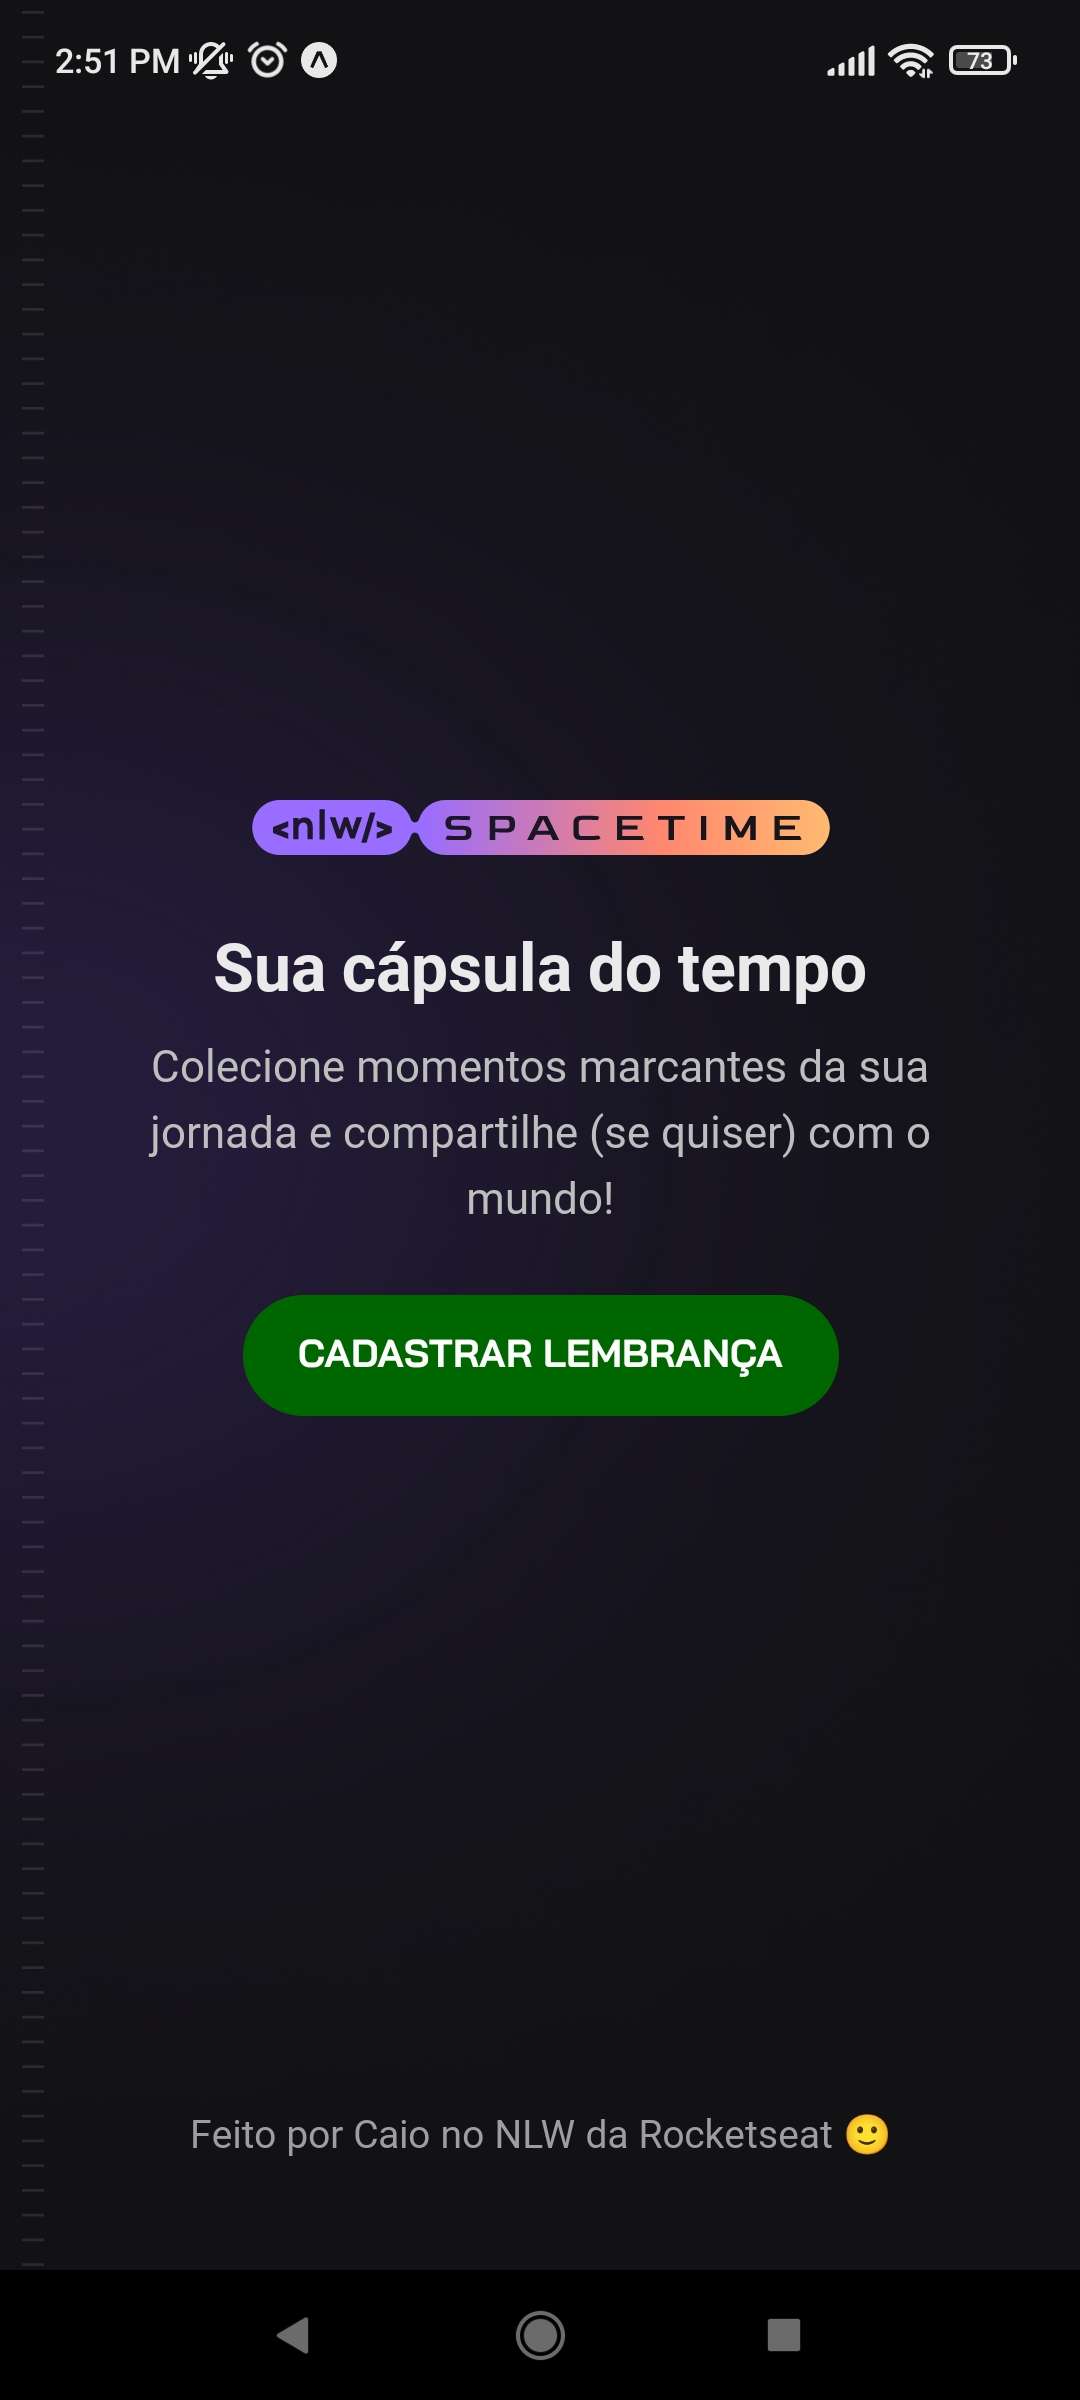 2:51 PM
73
<nlw/> SPACETIME
Sua cápsula do tempo
Colecione momentos marcantes da sua
jornada e compartilhe (se quiser) com o
mundo!
CADASTRAR LEMBRANÇA
Feito por Caio no NLW da Rocketseat 🙂